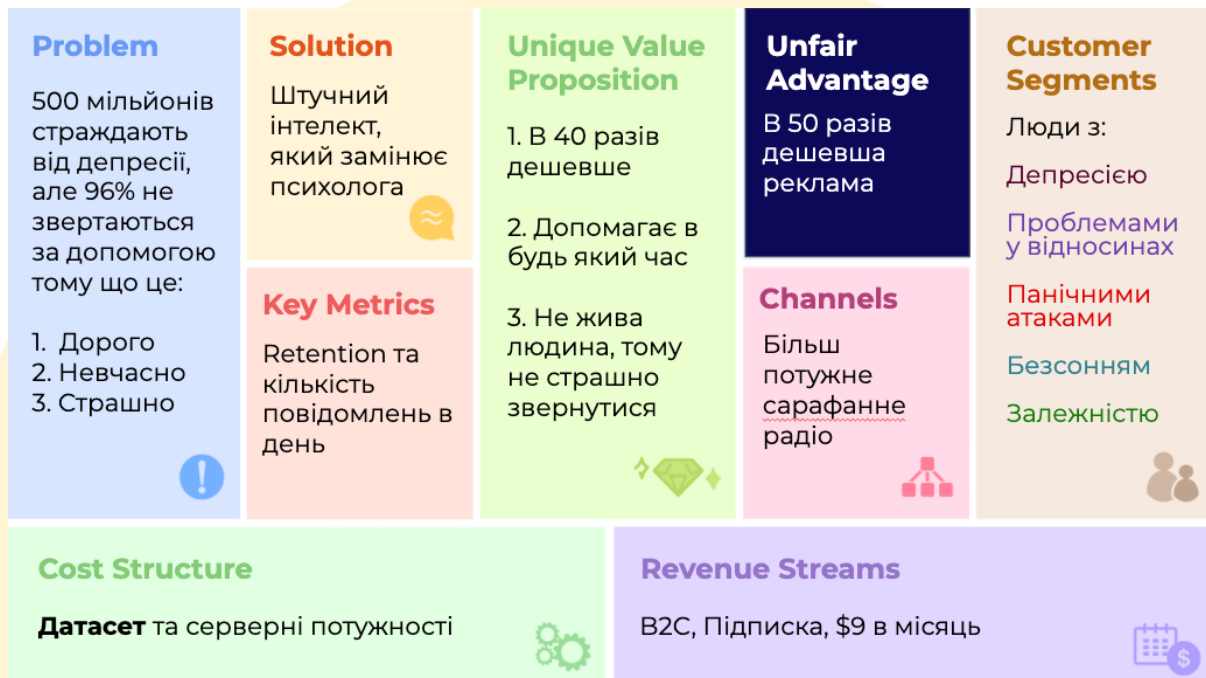 Problem
500 мільйонів
страждають
від депресії,
але 96% не
звертаються
за допомогою
тому що це:
1. Дорого
2. Невчасно
3. Страшно
Solution
Штучний
інтелект,
який замінює
психолога
Key Metrics
Retention та
кількість
повідомлень в
день
Unique Value
Proposition
1. В 40 разів
дешевше
2. Допомагає в
будь який час
3. Не жива
людина, тому
не страшно
звернутися
Unfair
Advantage
В 50 разів
дешевша
реклама
Channels
Більш
потужне
сарафанне
радіо
Customer
Segments
Люди з:
Депресією
Проблемами
у відносинах
Панічними
атаками
Безсонням
Залежністю
Cost Structure
Датасет та серверні потужності
Revenue Streams
B2C, Підписка, $9 в місяць
$